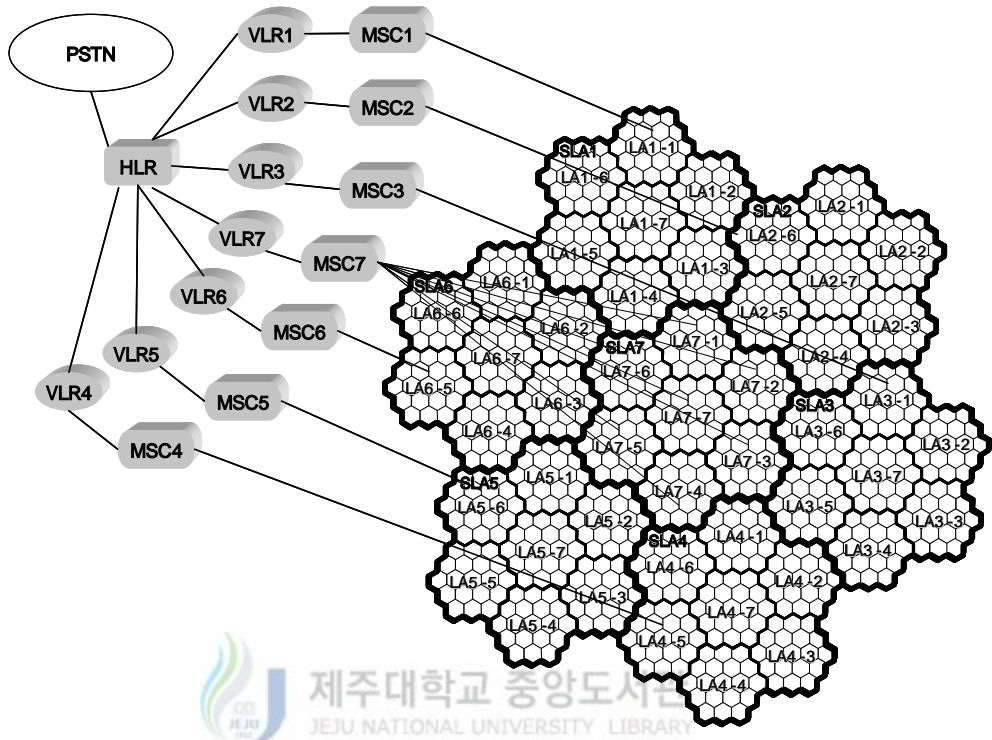 PSTN
HLR
VLR1
MSC1
VLR2
MSC2
VLR3
MSC3
VLR7
MSC7
VLR6
MSC6
VLR5
MSC5
VLR4
MSC4
SLA1
LA1-1
LA1-6
LA1-2
LA1-7
LA1-5
LA1-3
LA1-4
SLA2
LA2-1
LA2-6
LA2-2
LA2-7
LA2-5
LA2-3
LA2-4
SLA6
LA6-1
LA6-6
LA6-2
LA6-7
LA6-5
LA6-3
LA6-4
SLA7
LA7-1
LA7-6
LA7-2
LA7-7
LA7-5
LA7-3
LA7-4
SLA3
LA3-1
LA3-6
LA3-2
LA3-7
LA3-5
LA3-3
LA3-4
SLA5
LA5-1
LA5-6
LA5-2
LA5-7
LA5-5
LA5-3
LA5-4
SLA4
LA4-1
LA4-6
LA4-2
LA4-7
LA4-5
LA4-3
LA4-4
제주대학교 중앙도서관
JEJU NATIONAL UNIVERSITY LIBRARY
JEJU